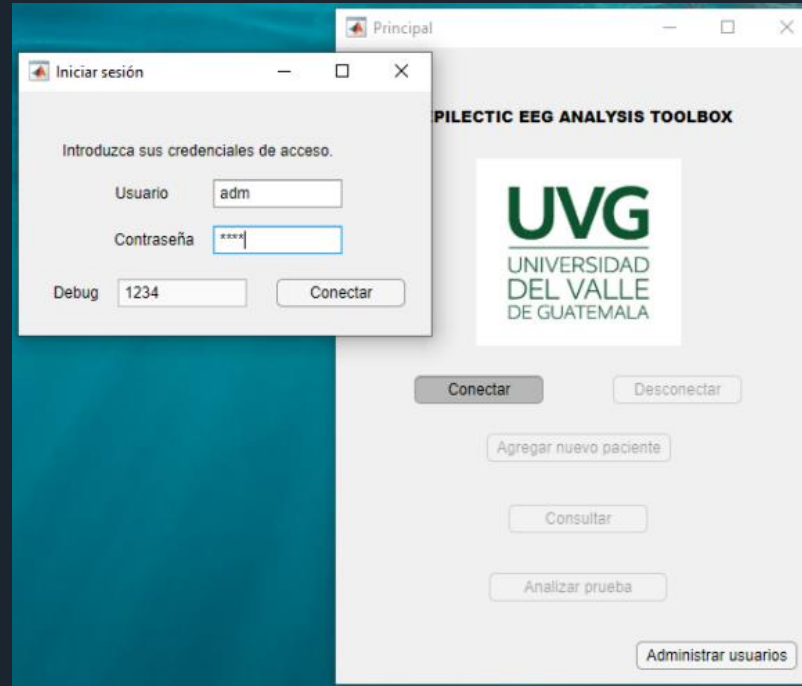 Principal
Iniciar sesión
PILECTIC EEG ANALYSIS TOOLBOX
Introduzca sus credenciales de acceso.
Usuario adm
Contraseña ****
Debug 1234 Conectar
UVG
UNIVERSIDAD
DEL VALLE
DE GUATEMALA
Conectar Desconectar
Agregar nuevo paciente
Consultar
Analizar prueba
Administrar usuarios